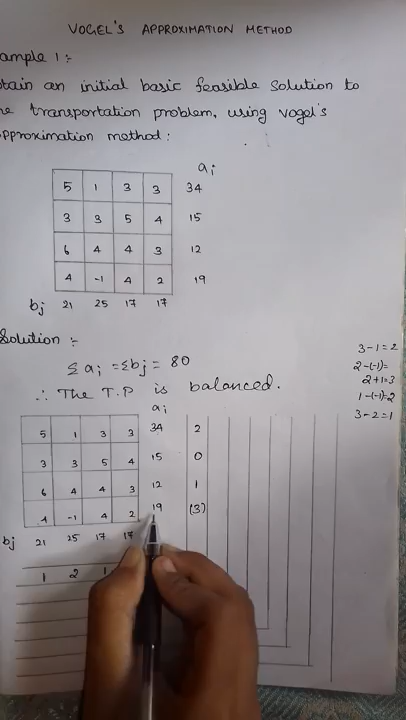 VOGEL'S APPROXIMATION METHOD
ample 1 :-
tain an initial basic feasible solution to
e transportation problem, using vogel's
pproximation method :
ai
5 1 3 3 34
3 3 5 4 15
6 4 4 3 12
4 -1 4 2 19
bj 21 25 17 17
Solution :-
Σ ai = Σ bj = 80
∴ The T.P is balanced.
3-1=2
2-(-1)=
2+1=3
1-(-1)=2
3-2=1
ai
5 1 3 3 34 2
3 3 5 4 15 0
6 4 4 3 12 1
4 -1 4 2 19 (3)
bj 21 25 17 17
1 2 1